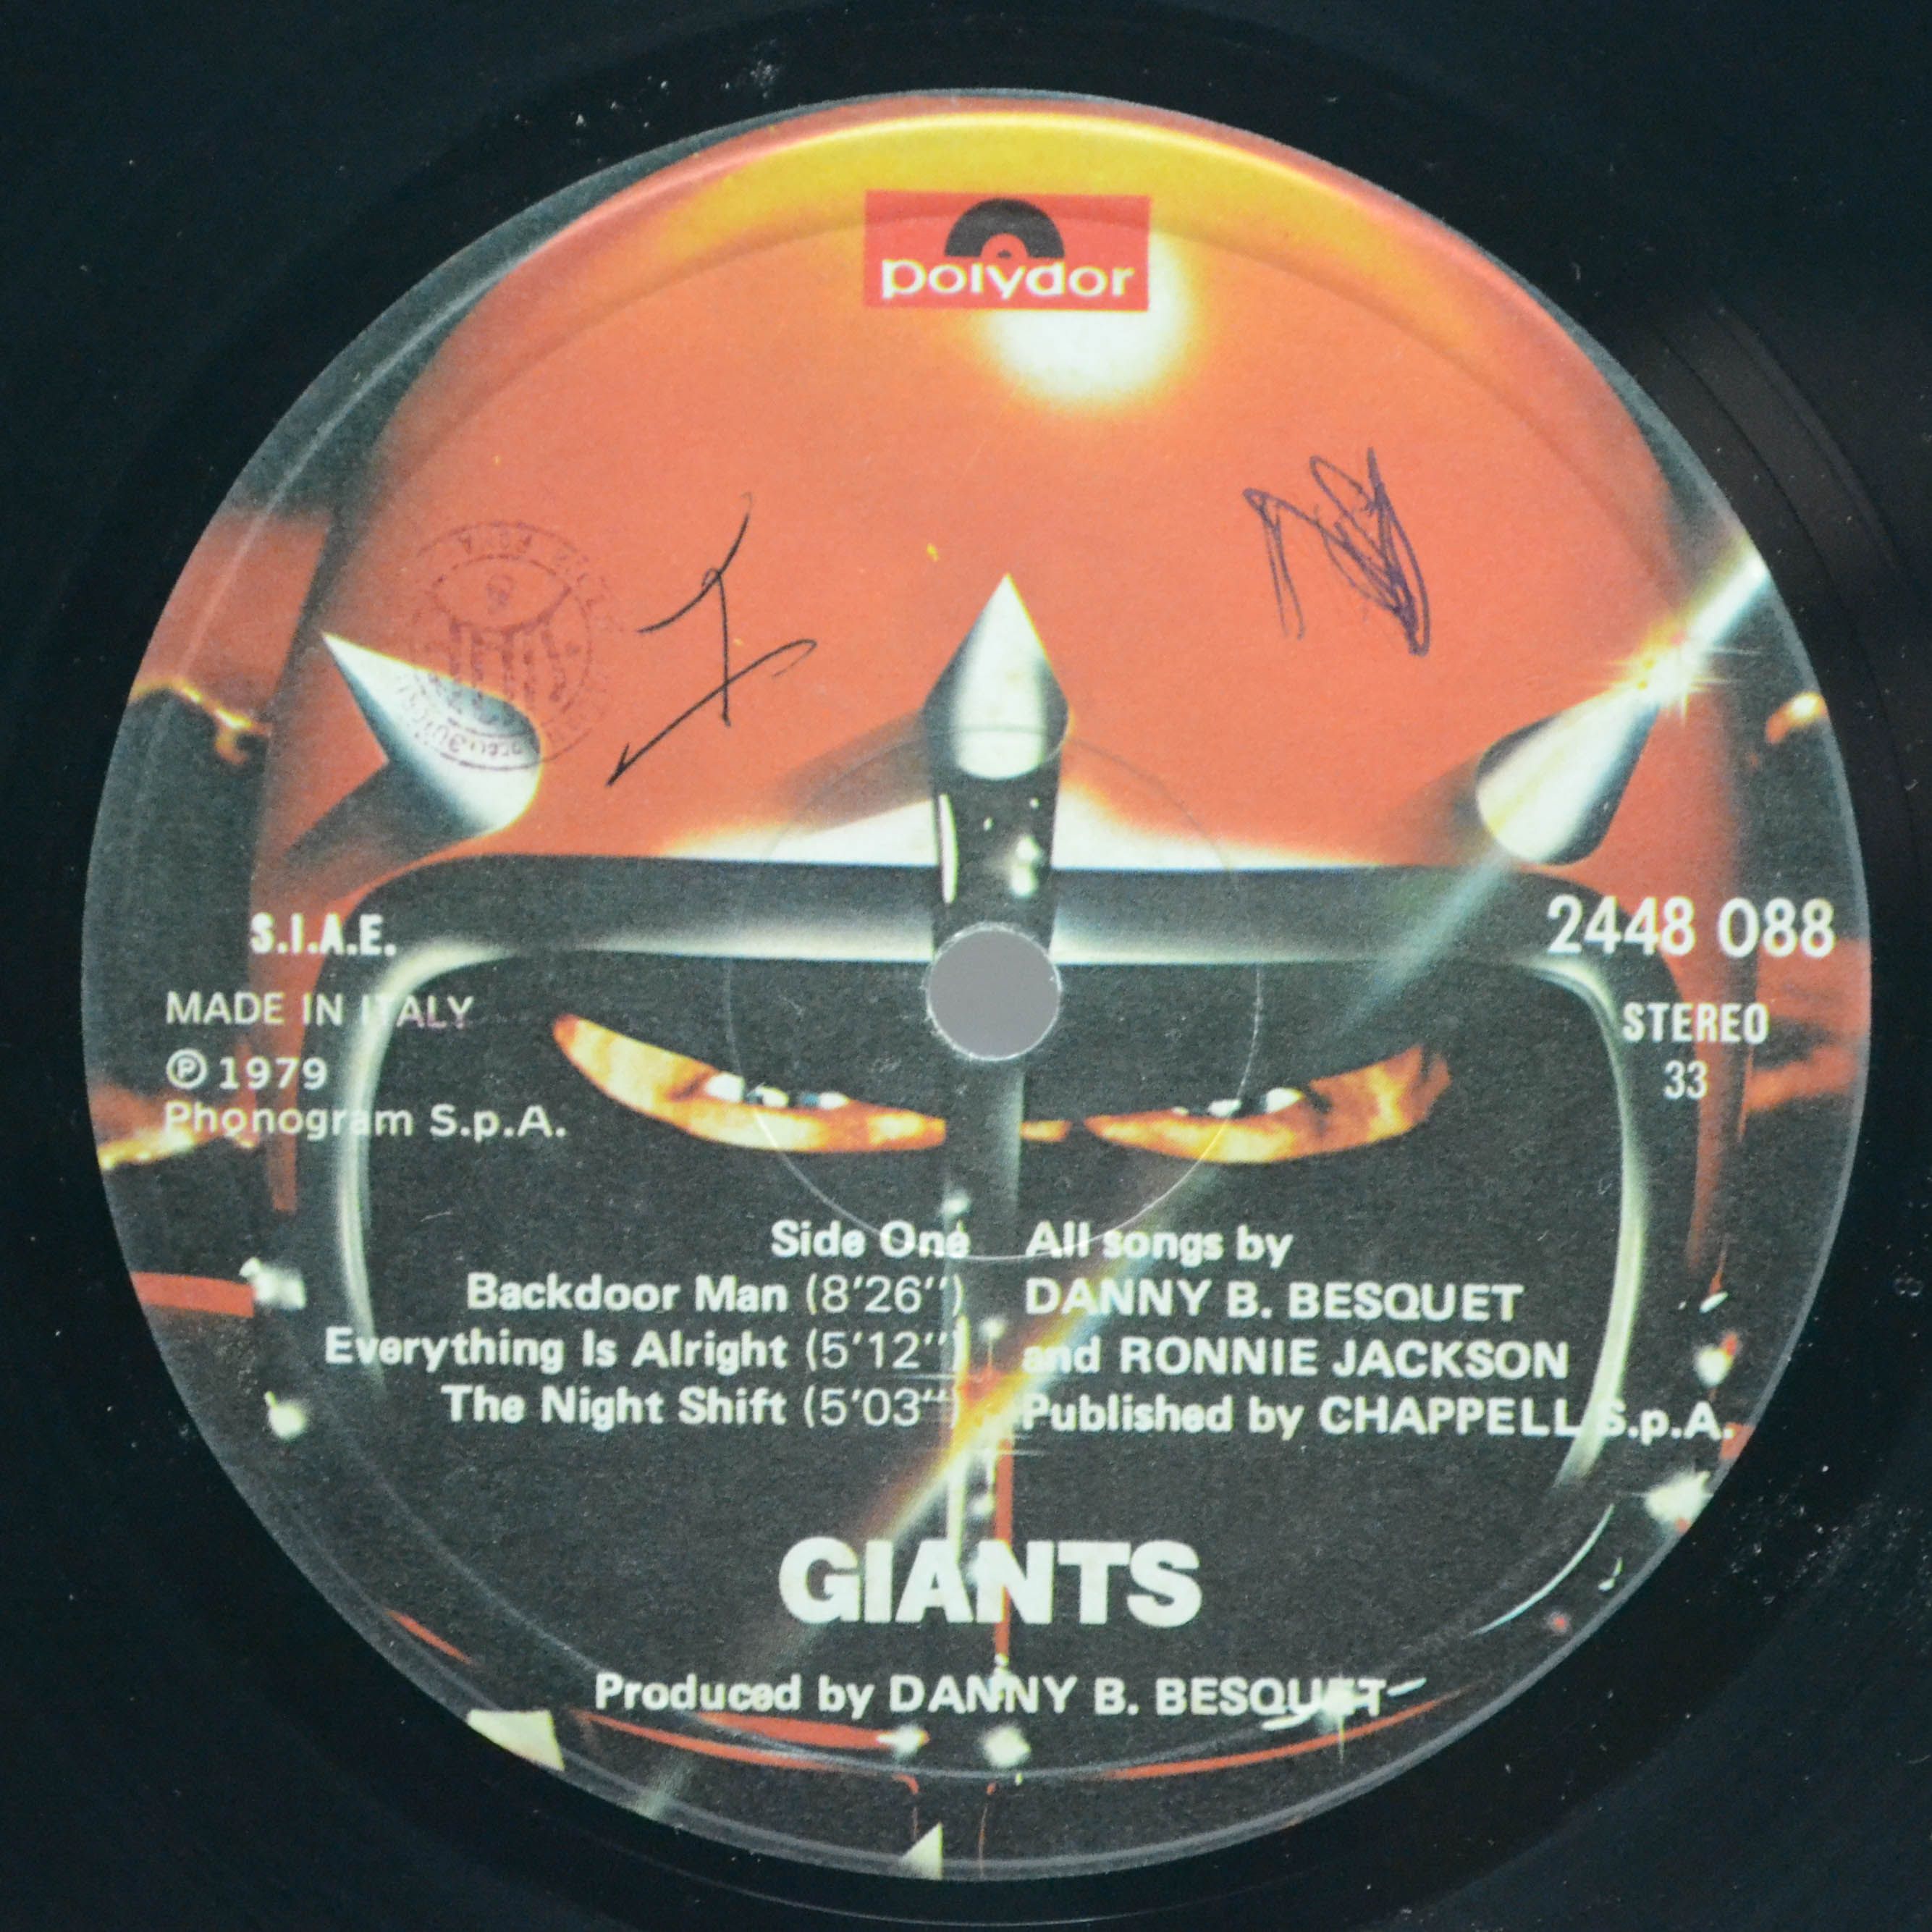 polydor
S.I.A.E.
MADE IN ITALY
℗ 1979
Phonogram S.p.A.
2448 088
STEREO
33
Side One
Backdoor Man (8'26")
Everything Is Alright (5'12")
The Night Shift (5'03")
All songs by
DANNY B. BESQUET
and RONNIE JACKSON
Published by CHAPPELL S.p.A.
GIANTS
Produced by DANNY B. BESQUET